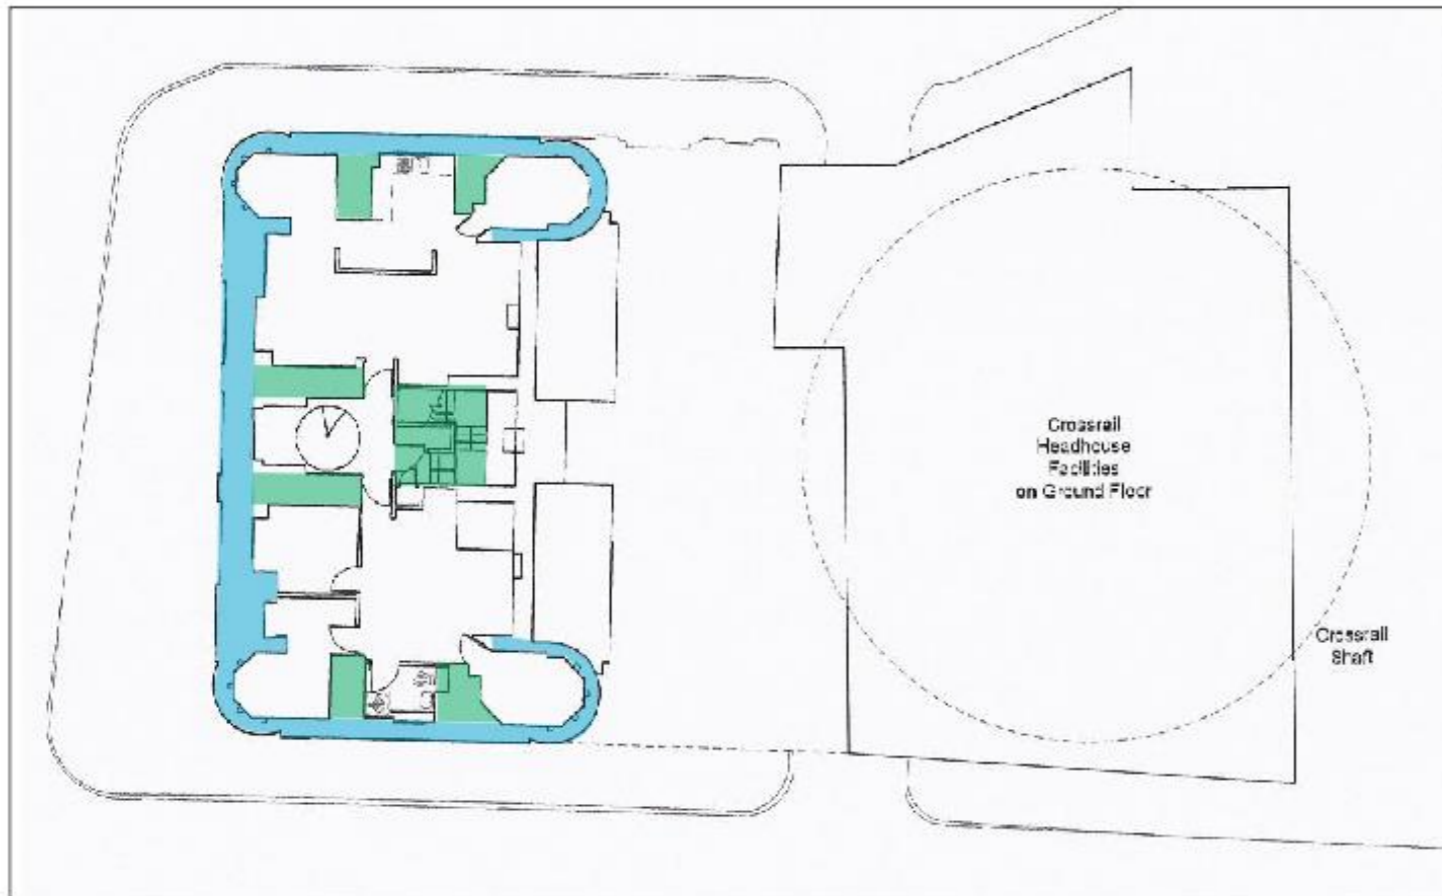 Crossrail
Headhouse
Facilities
on Ground Floor
Crossrail
Shaft